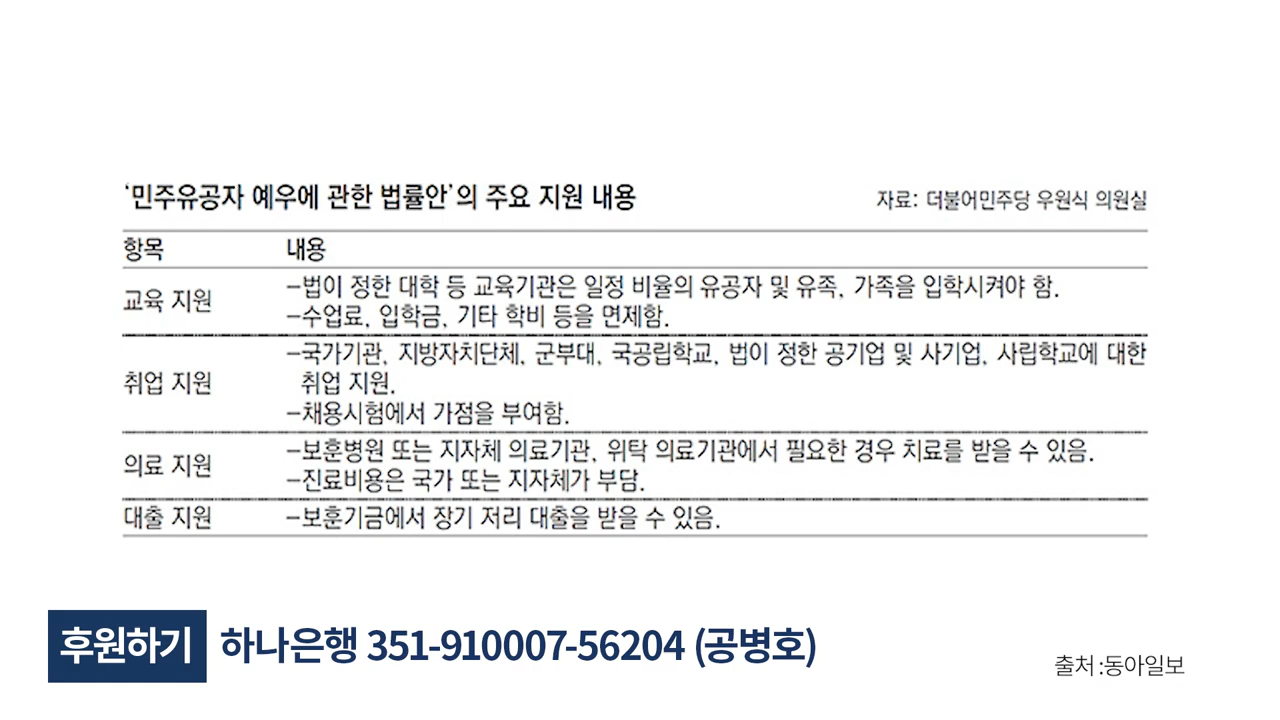 ‘민주유공자 예우에 관한 법률안’의 주요 지원 내용
자료: 더불어민주당 우원식 의원실
항목 내용
교육 지원
–법이 정한 대학 등 교육기관은 일정 비율의 유공자 및 유족, 가족을 입학시켜야 함.
–수업료, 입학금, 기타 학비 등을 면제함.
취업 지원
–국가기관, 지방자치단체, 군부대, 국공립학교, 법이 정한 공기업 및 사기업, 사립학교에 대한
취업 지원.
–채용시험에서 가점을 부여함.
의료 지원
–보훈병원 또는 지자체 의료기관, 위탁 의료기관에서 필요한 경우 치료를 받을 수 있음.
–진료비용은 국가 또는 지자체가 부담.
대출 지원
–보훈기금에서 장기 저리 대출을 받을 수 있음.
후원하기 하나은행 351-910007-56204 (공병호)
출처 :동아일보